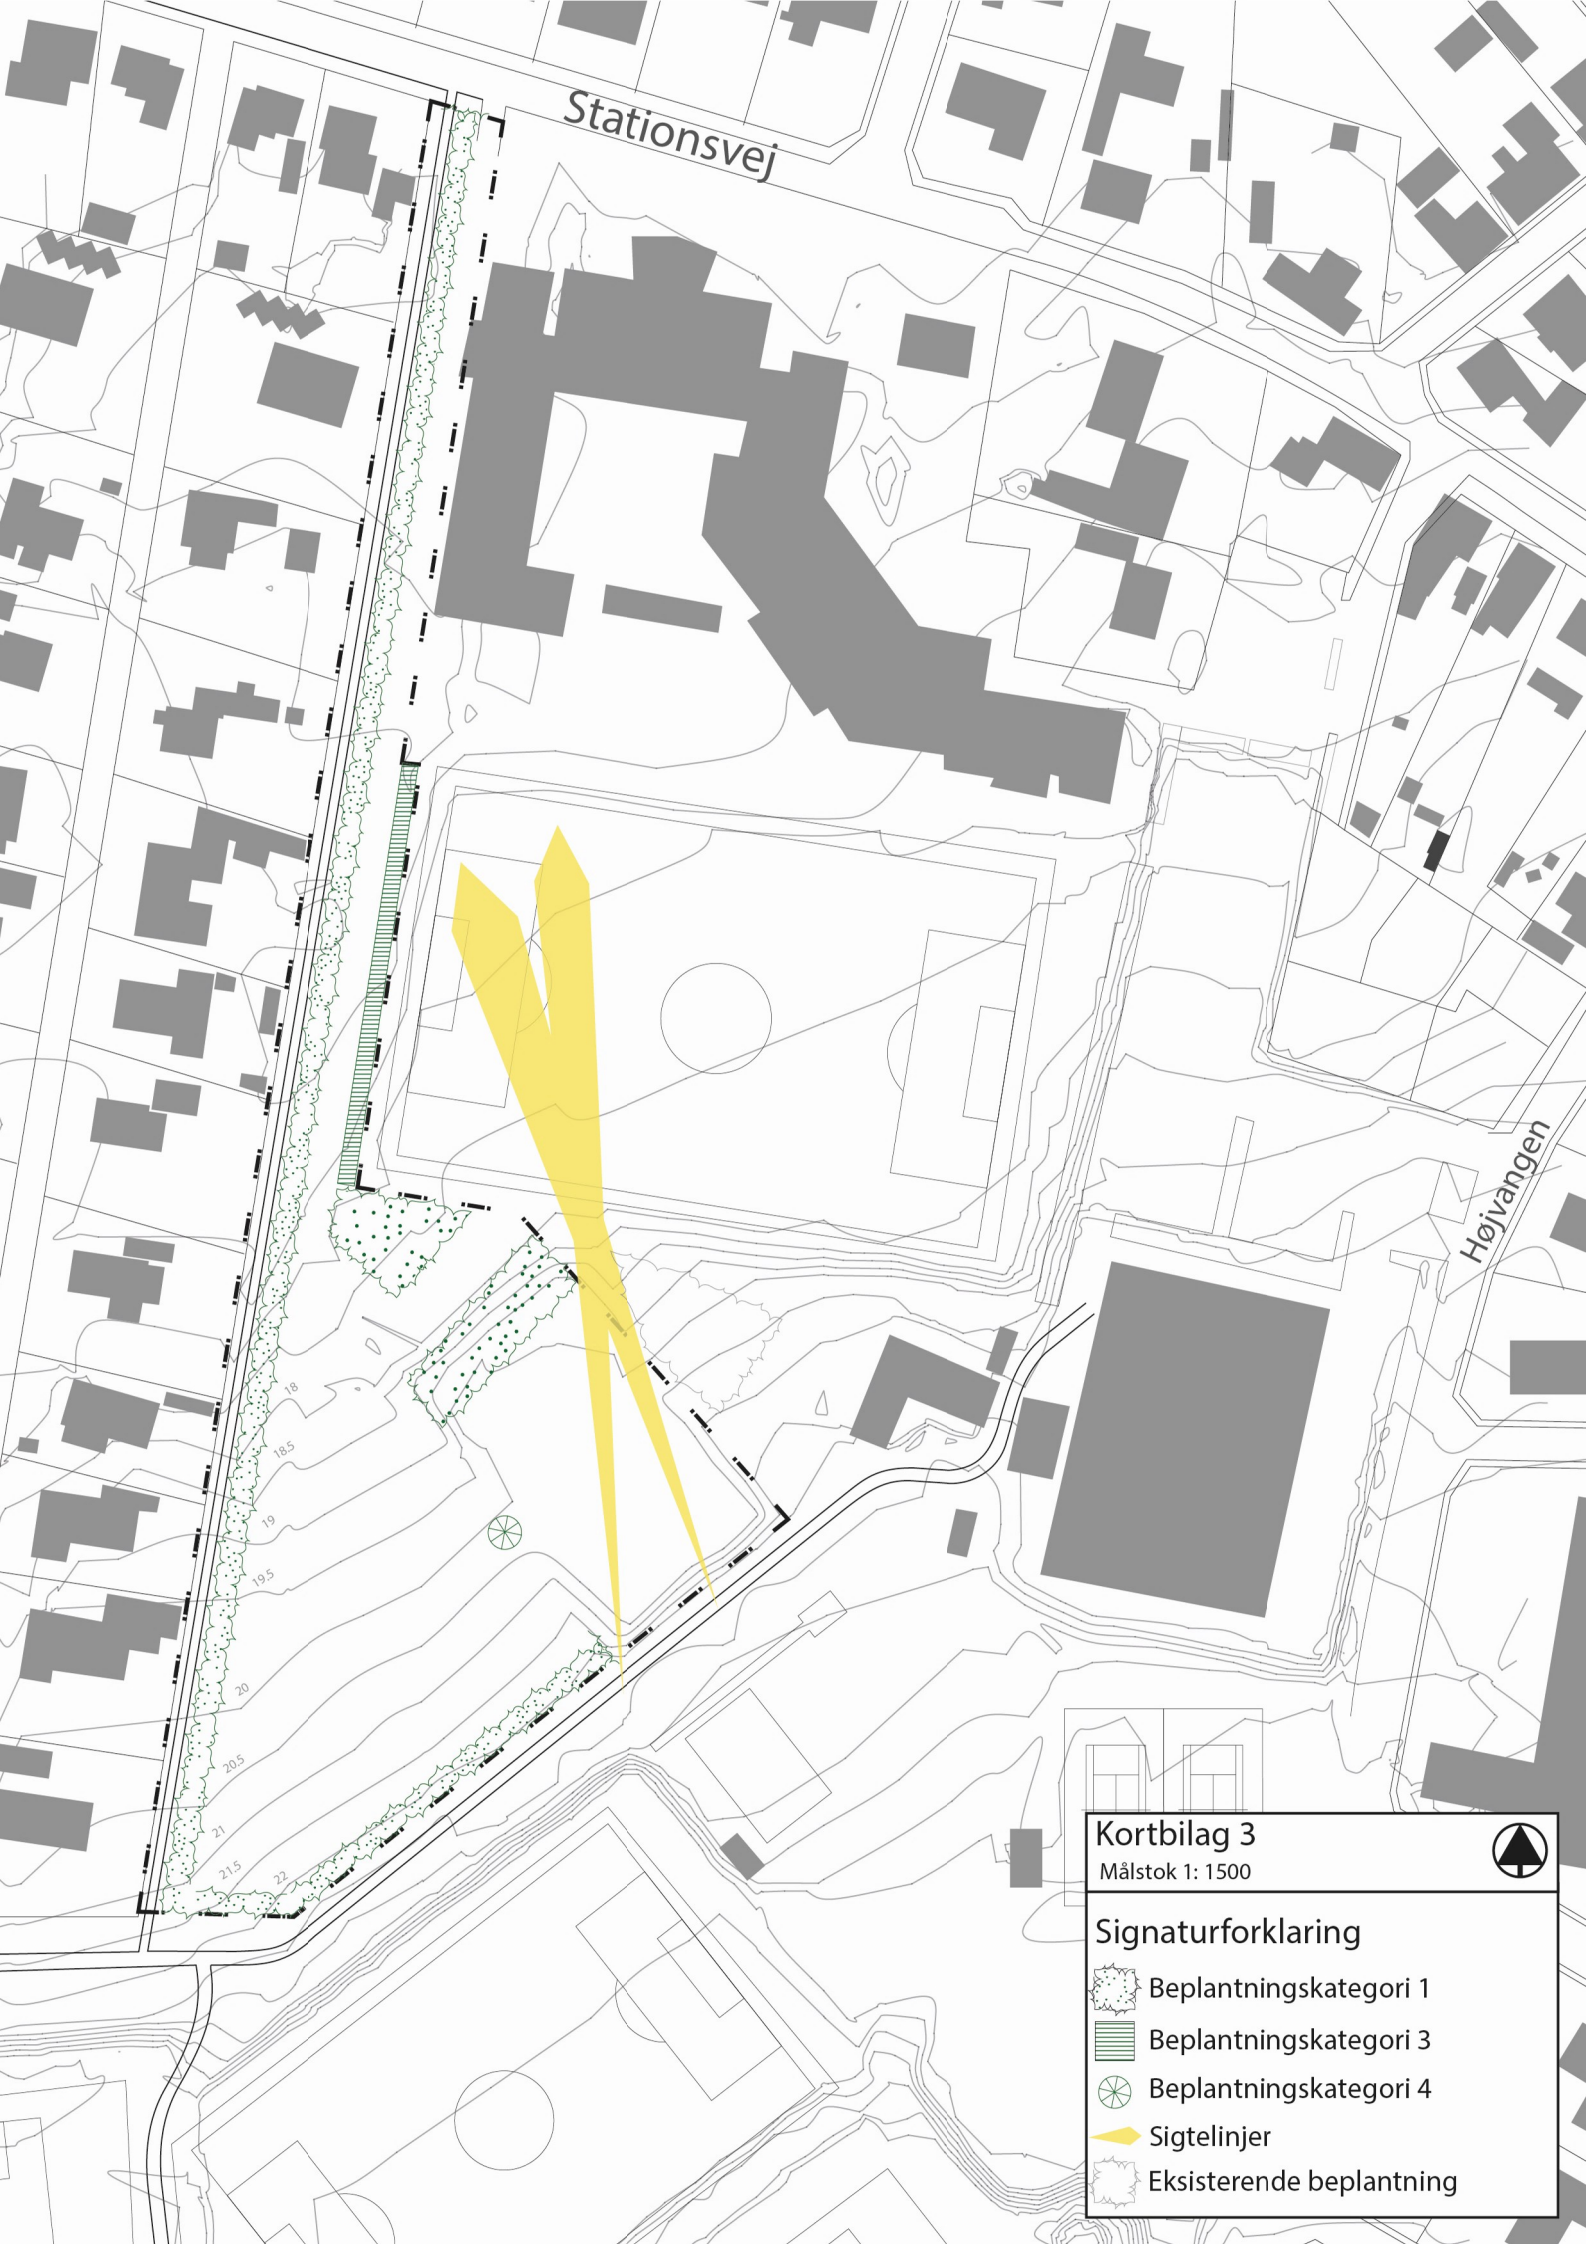 Stationsvej
Højvangen
18
18.5
19
19.5
20
20.5
21
21.5
22
Kortbilag 3
Målstok 1: 1500
Signaturforklaring
Beplantningskategori 1
Beplantningskategori 3
Beplantningskategori 4
Sigtelinjer
Eksisterende beplantning